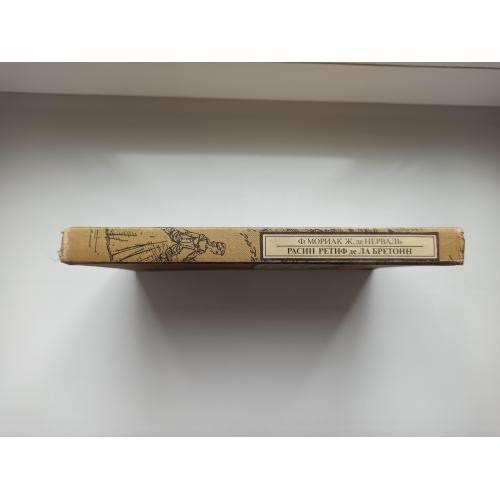 Ф. МОРИАК Ж. де НЕРВАЛЬ
РАСИН РЕТИФ де ЛА БРЕТОНН